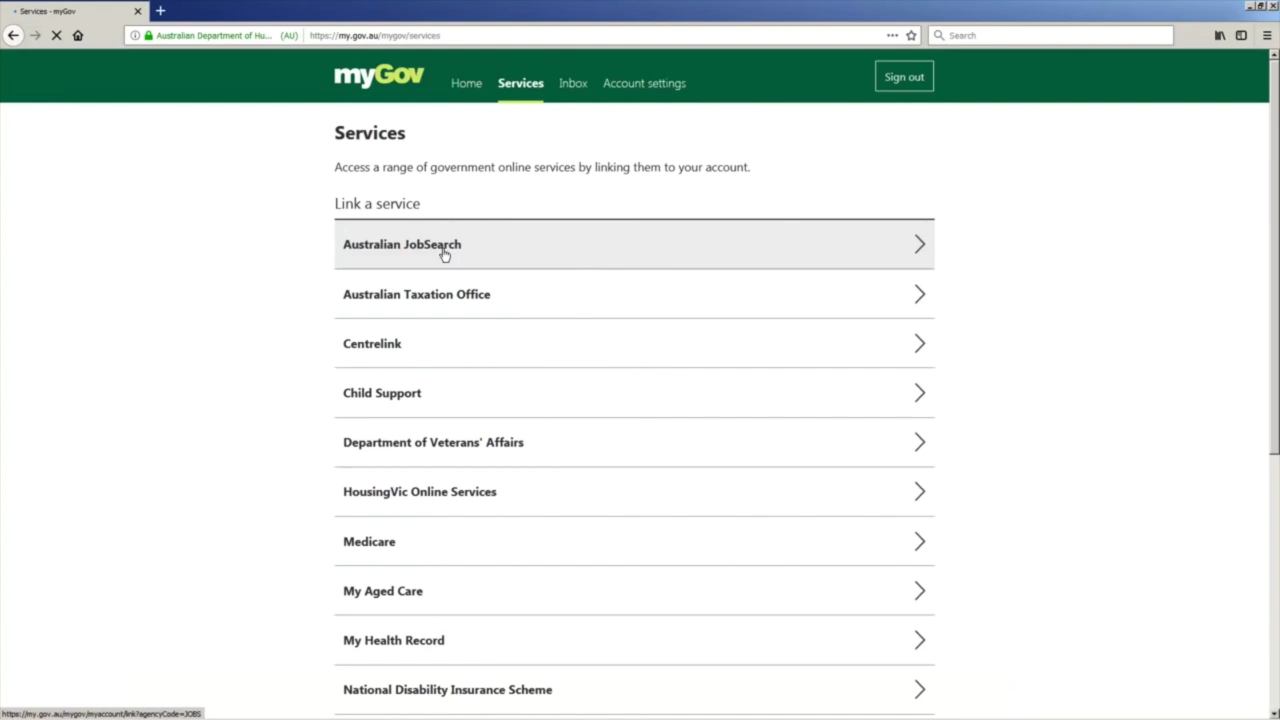 Services - myGov
Australian Department of Hu... (AU) https://my.gov.au/mygov/services Search
myGov Home Services Inbox Account settings Sign out
Services
Access a range of government online services by linking them to your account.
Link a service
Australian JobSearch
Australian Taxation Office
Centrelink
Child Support
Department of Veterans' Affairs
HousingVic Online Services
Medicare
My Aged Care
My Health Record
National Disability Insurance Scheme
https://my.gov.au/mygov/myaccount/link?agencyCode=JOBS